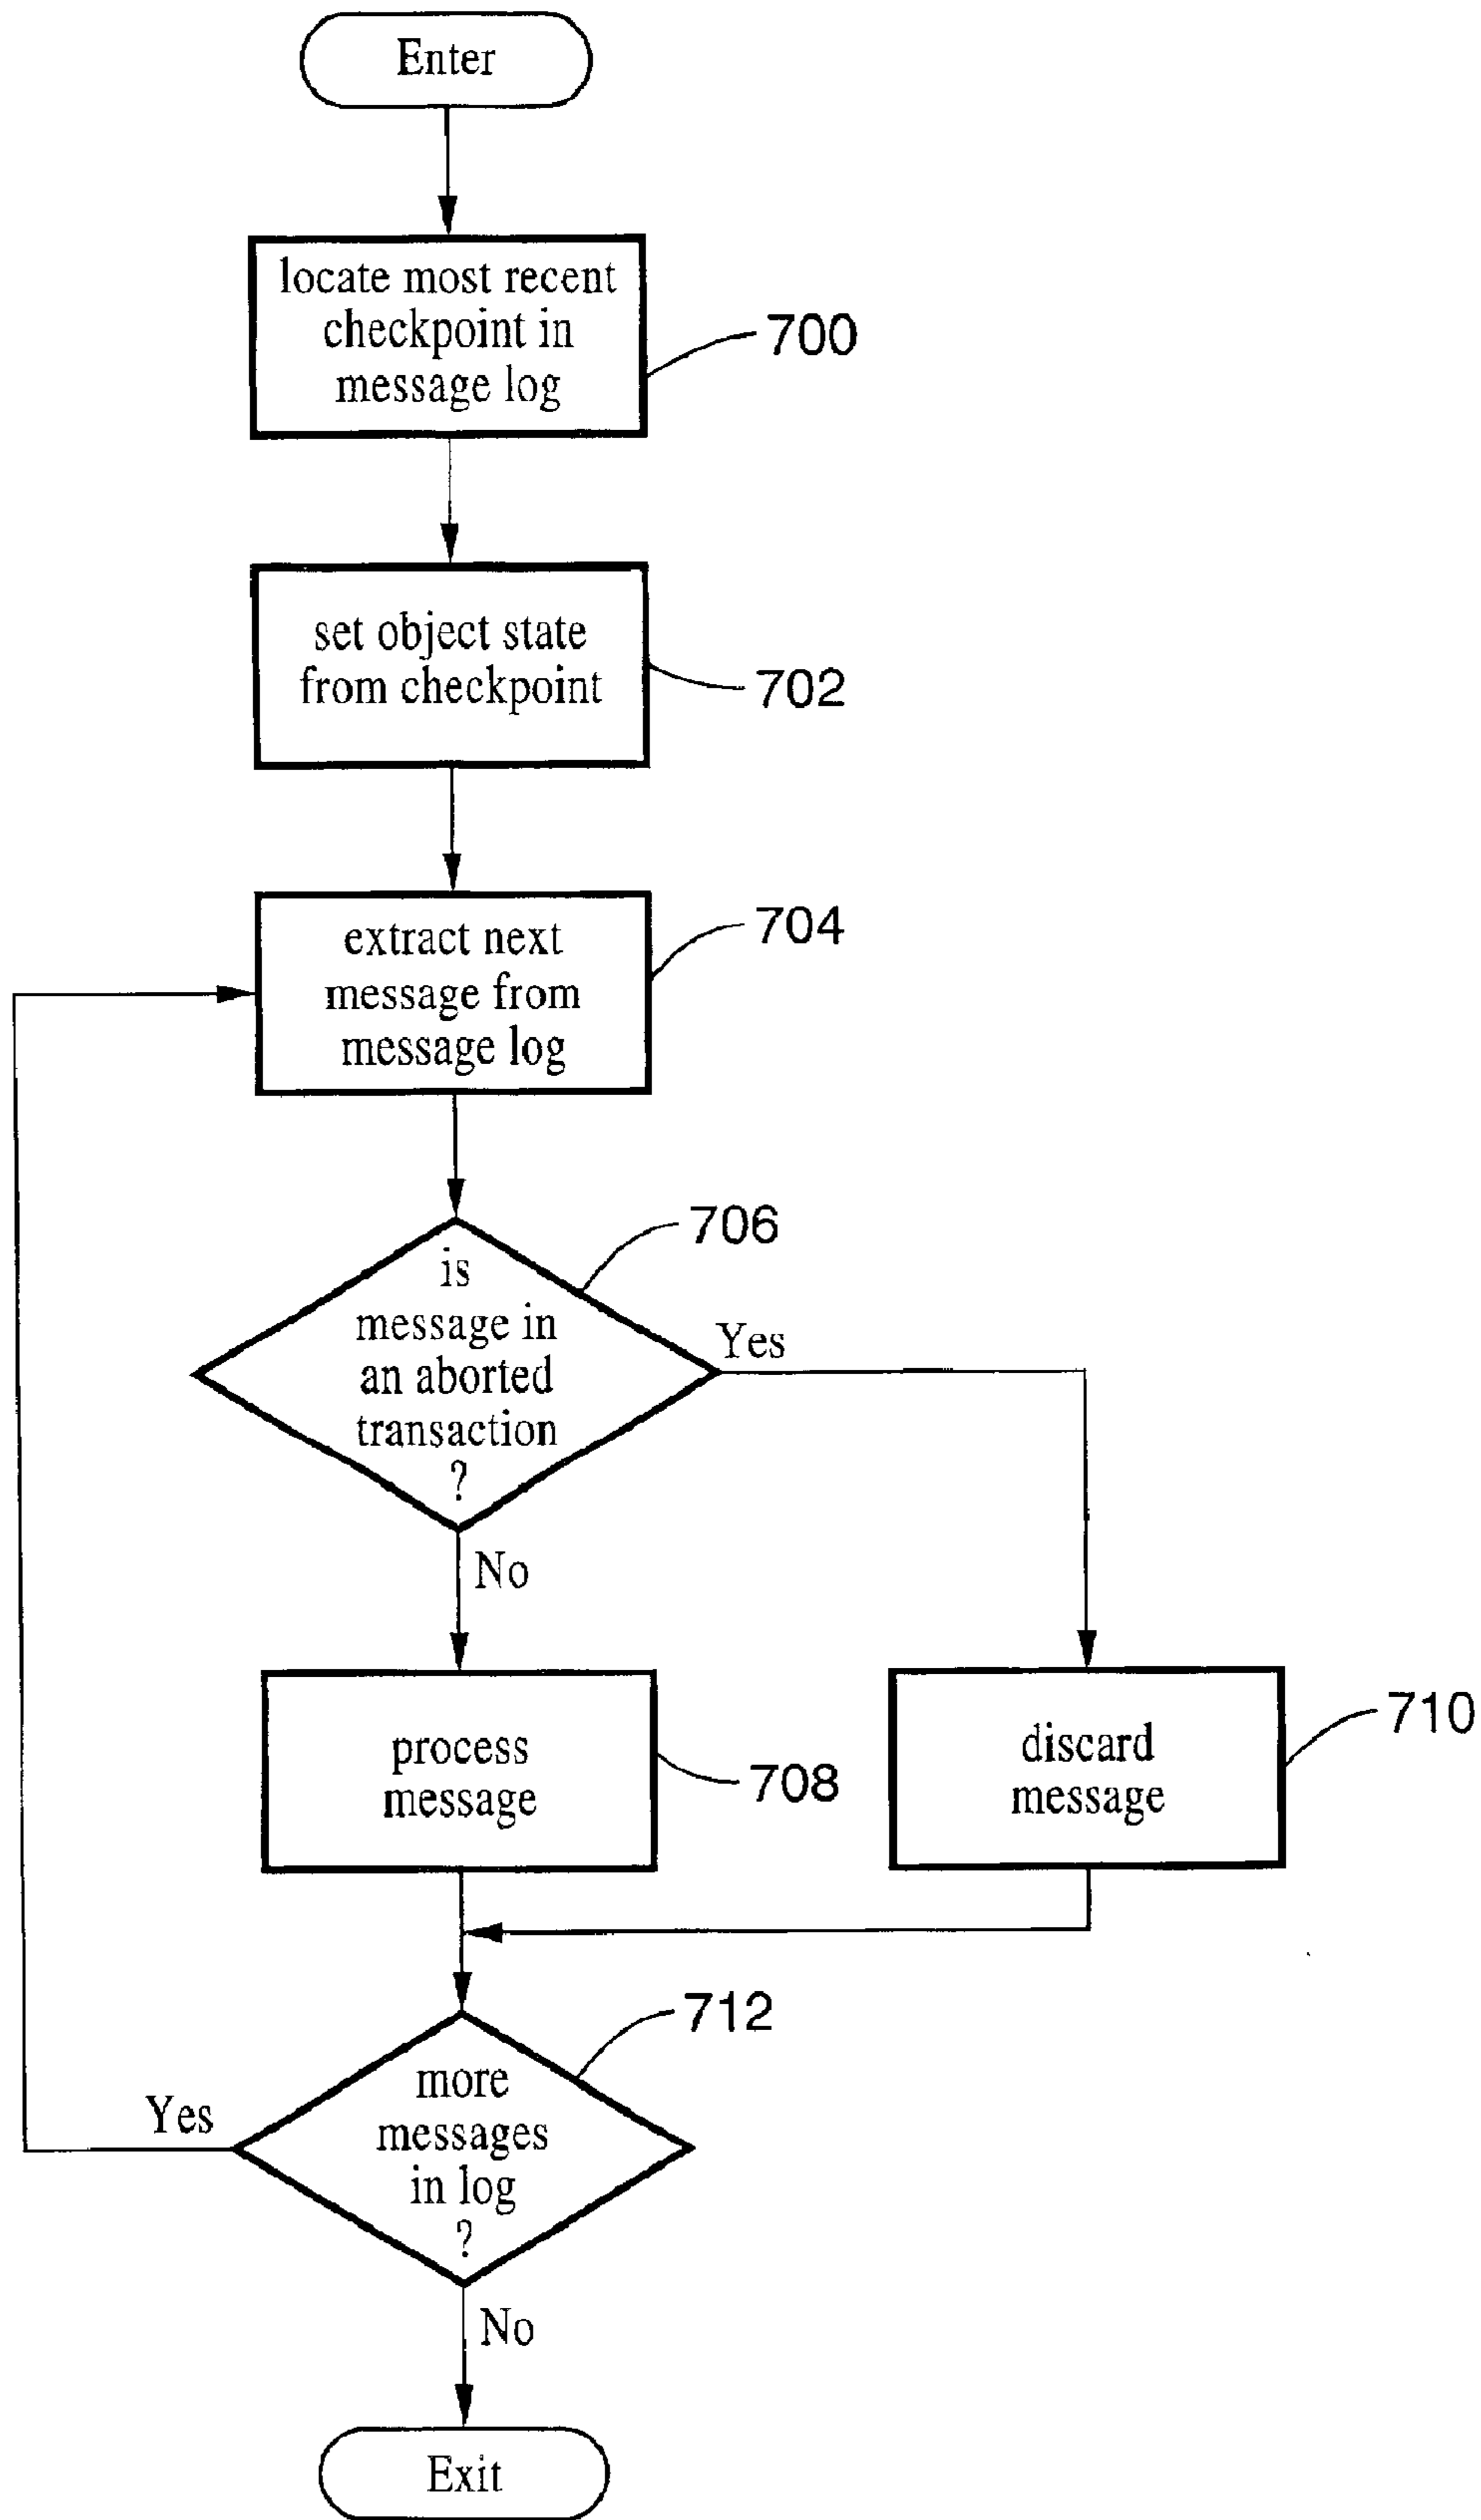 Enter
locate most recent
checkpoint in
message log
700
set object state
from checkpoint
702
extract next
message from
message log
704
706
is
message in
an aborted
transaction
?
Yes
No
process
message
708
discard
message
710
712
more
messages
in log
?
Yes
No
Exit